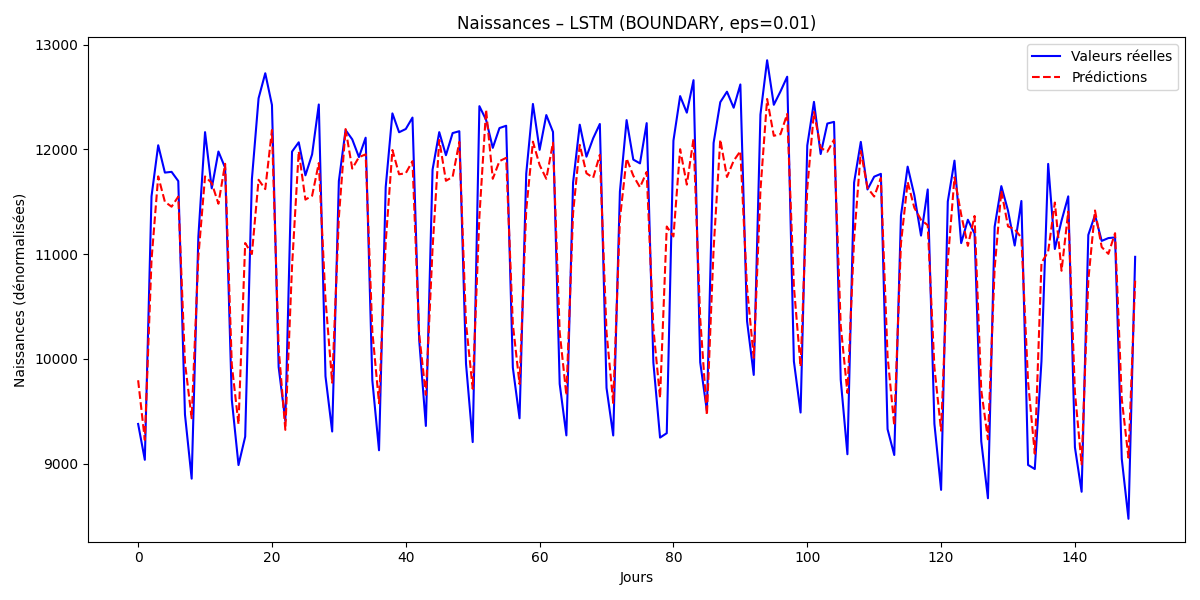 Naissances – LSTM (BOUNDARY, eps=0.01)
Valeurs réelles
Prédictions
Naissances (dénormalisées)
13000
12000
11000
10000
9000
0 20 40 60 80 100 120 140
Jours